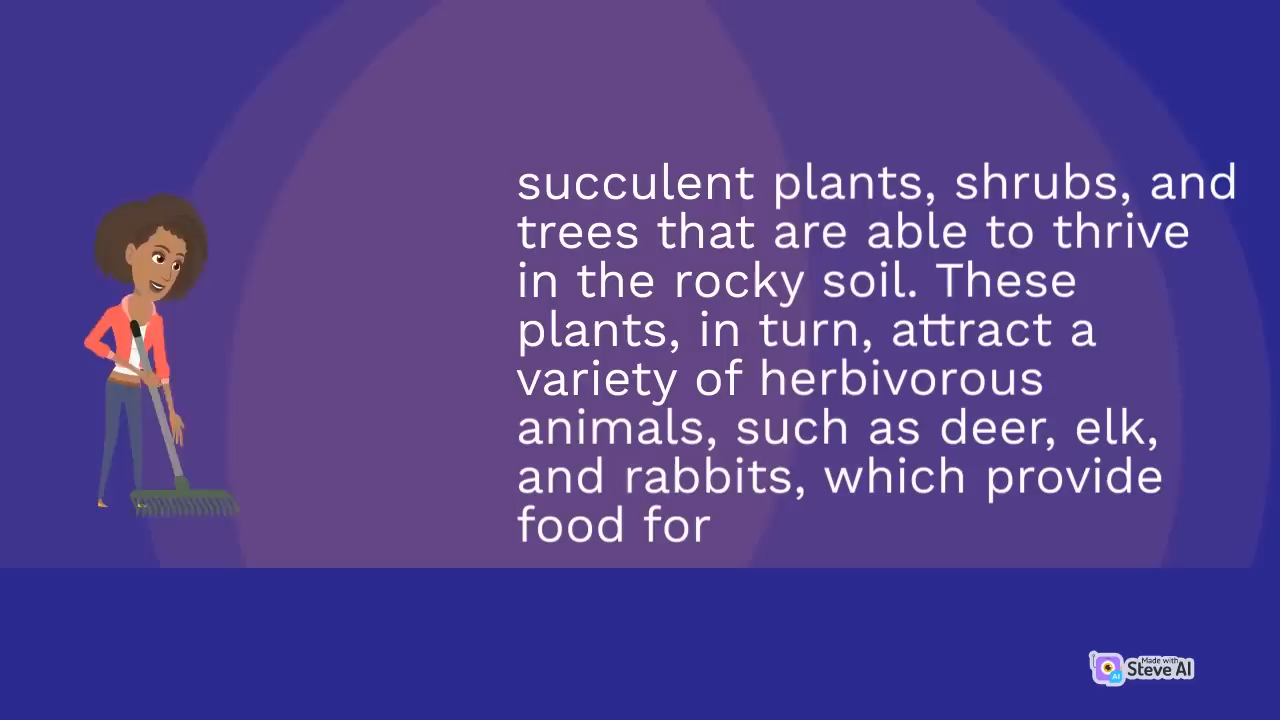 succulent plants, shrubs, and
trees that are able to thrive
in the rocky soil. These
plants, in turn, attract a
variety of herbivorous
animals, such as deer, elk,
and rabbits, which provide
food for
Made with
Steve AI
AI